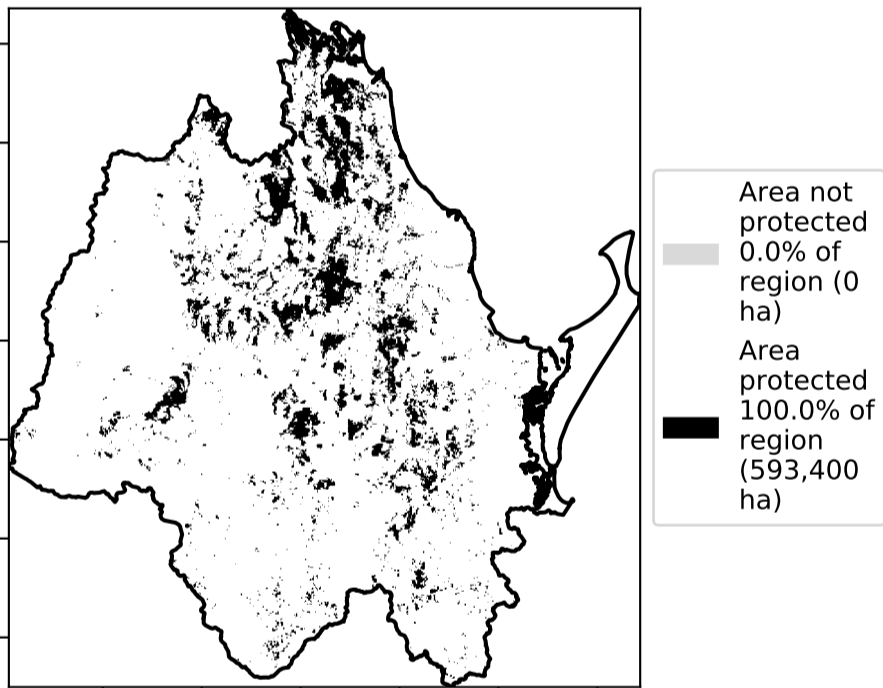 Area not
protected
0.0% of
region (0
ha)
Area
protected
100.0% of
region
(593,400
ha)